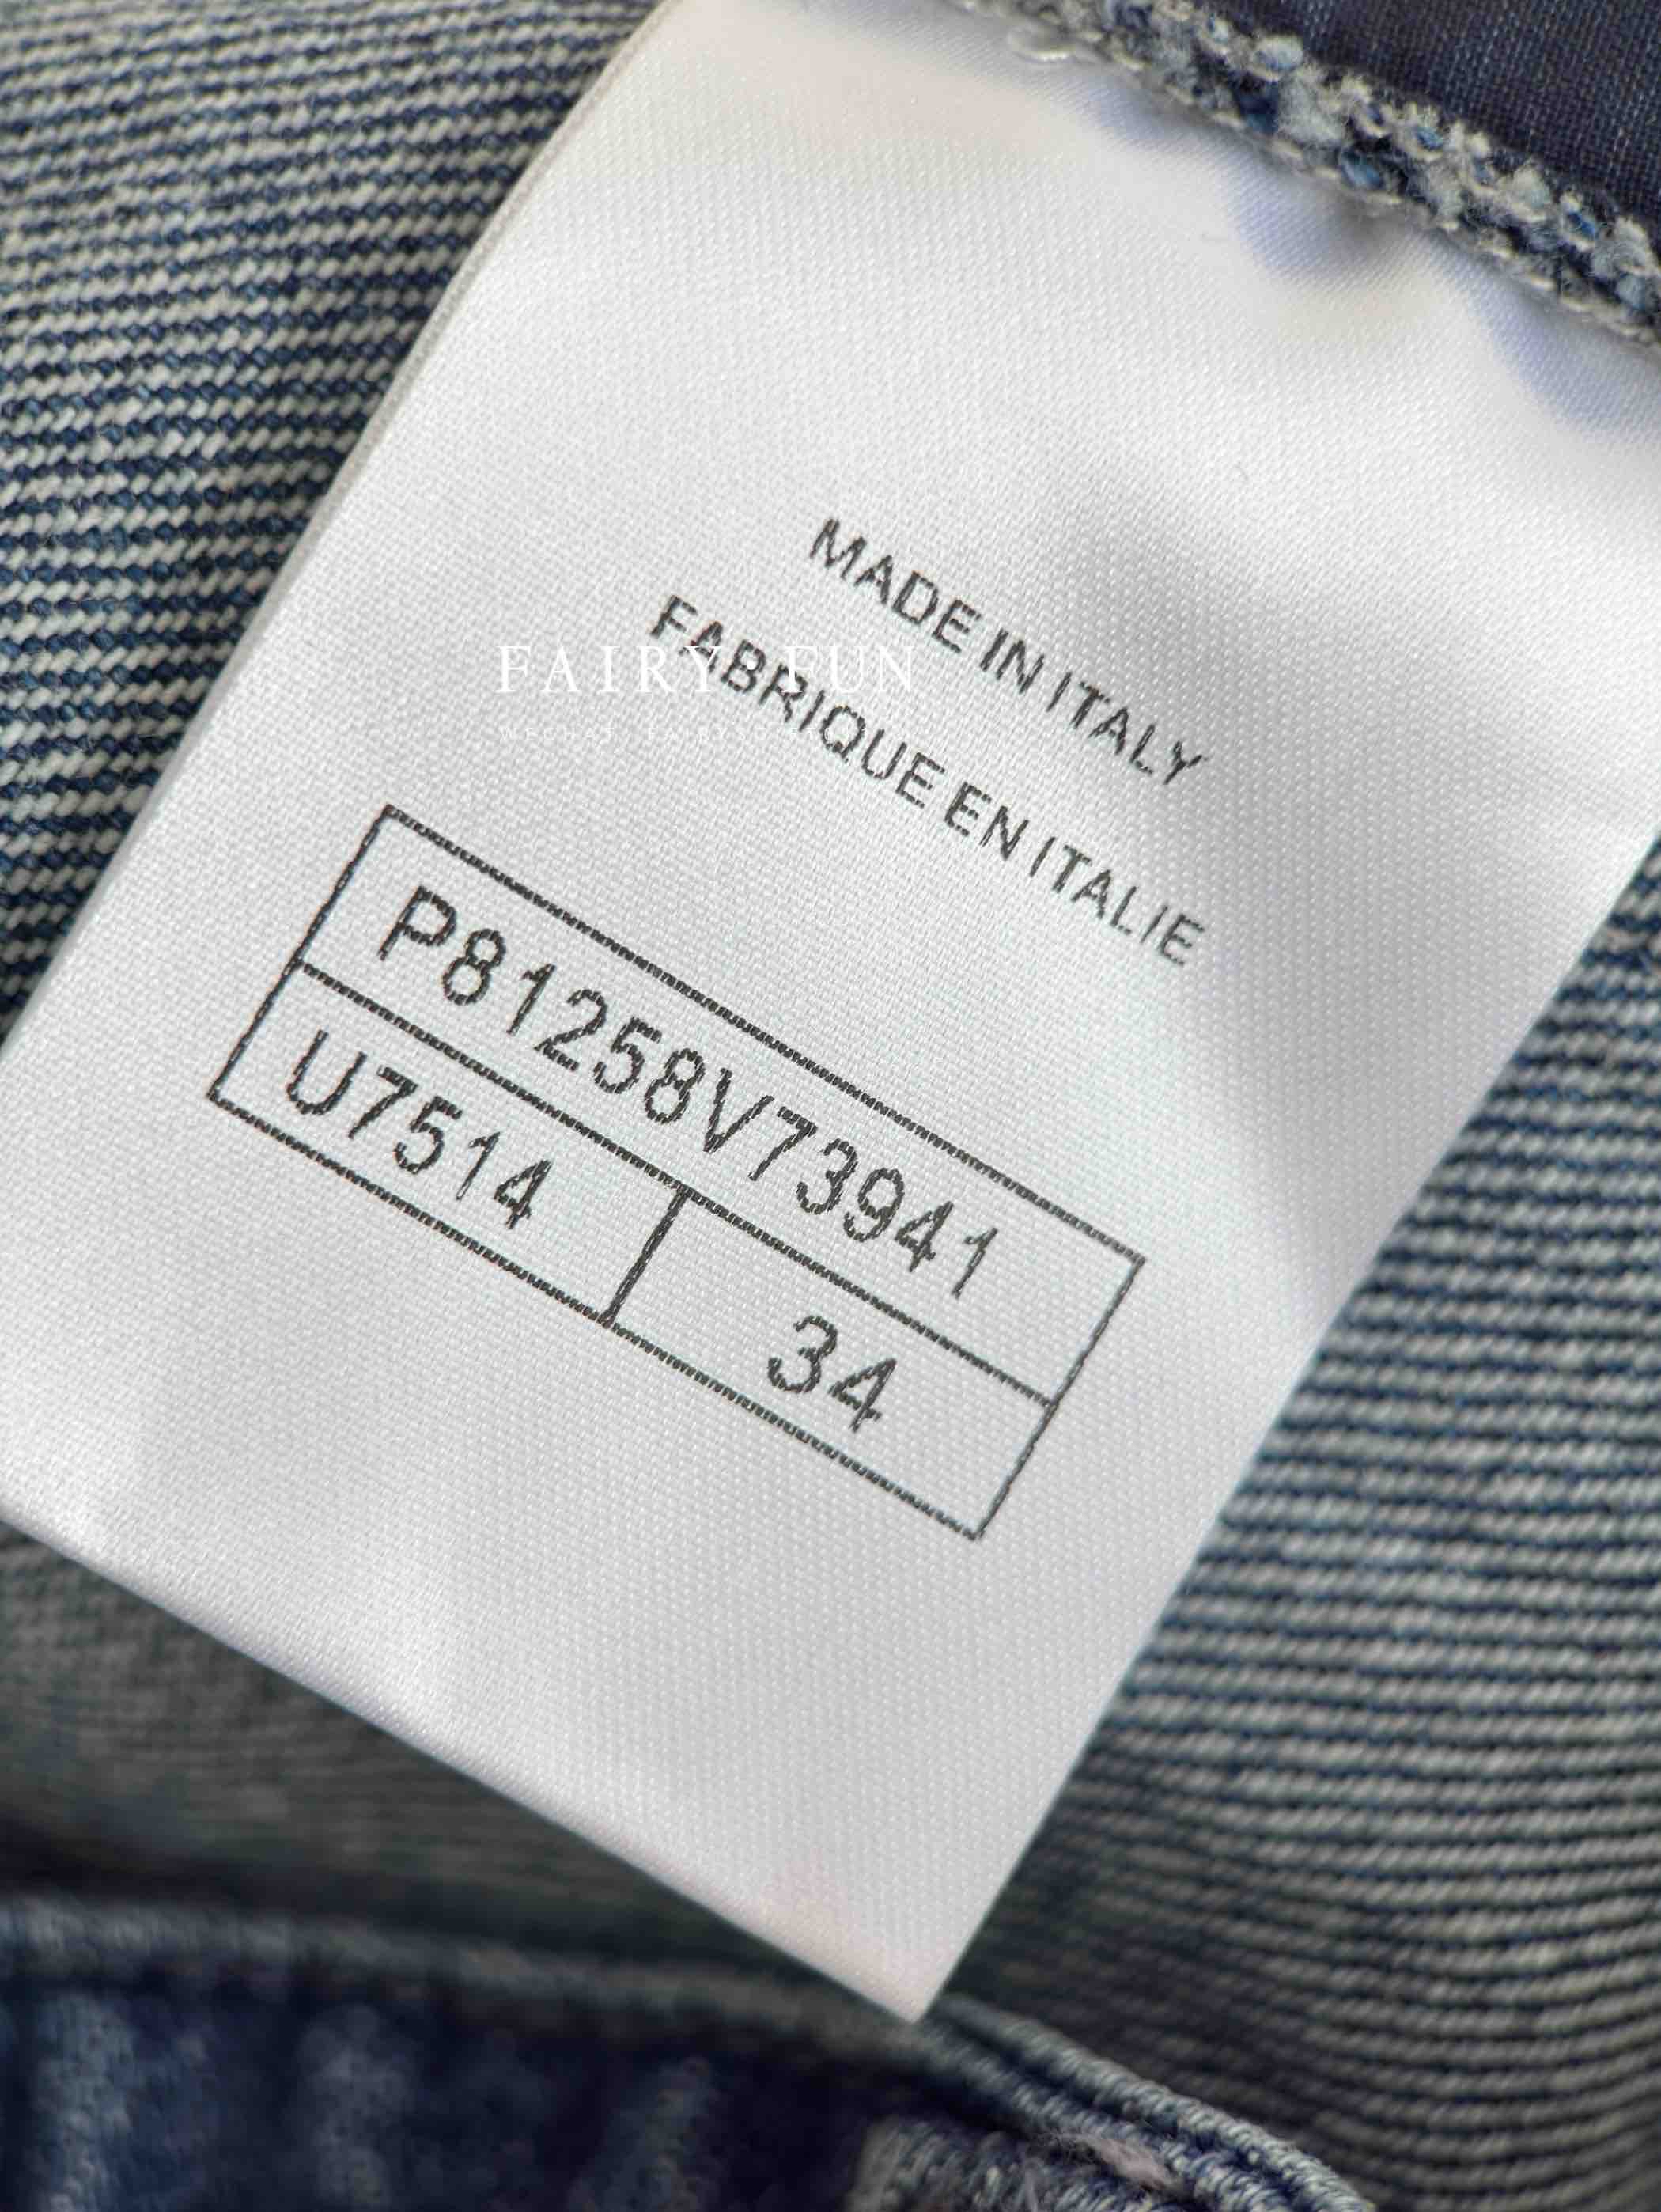 MADE IN ITALY
FABRIQUE EN ITALIE
FAIRY FUN
P81258V73941
U7514
34